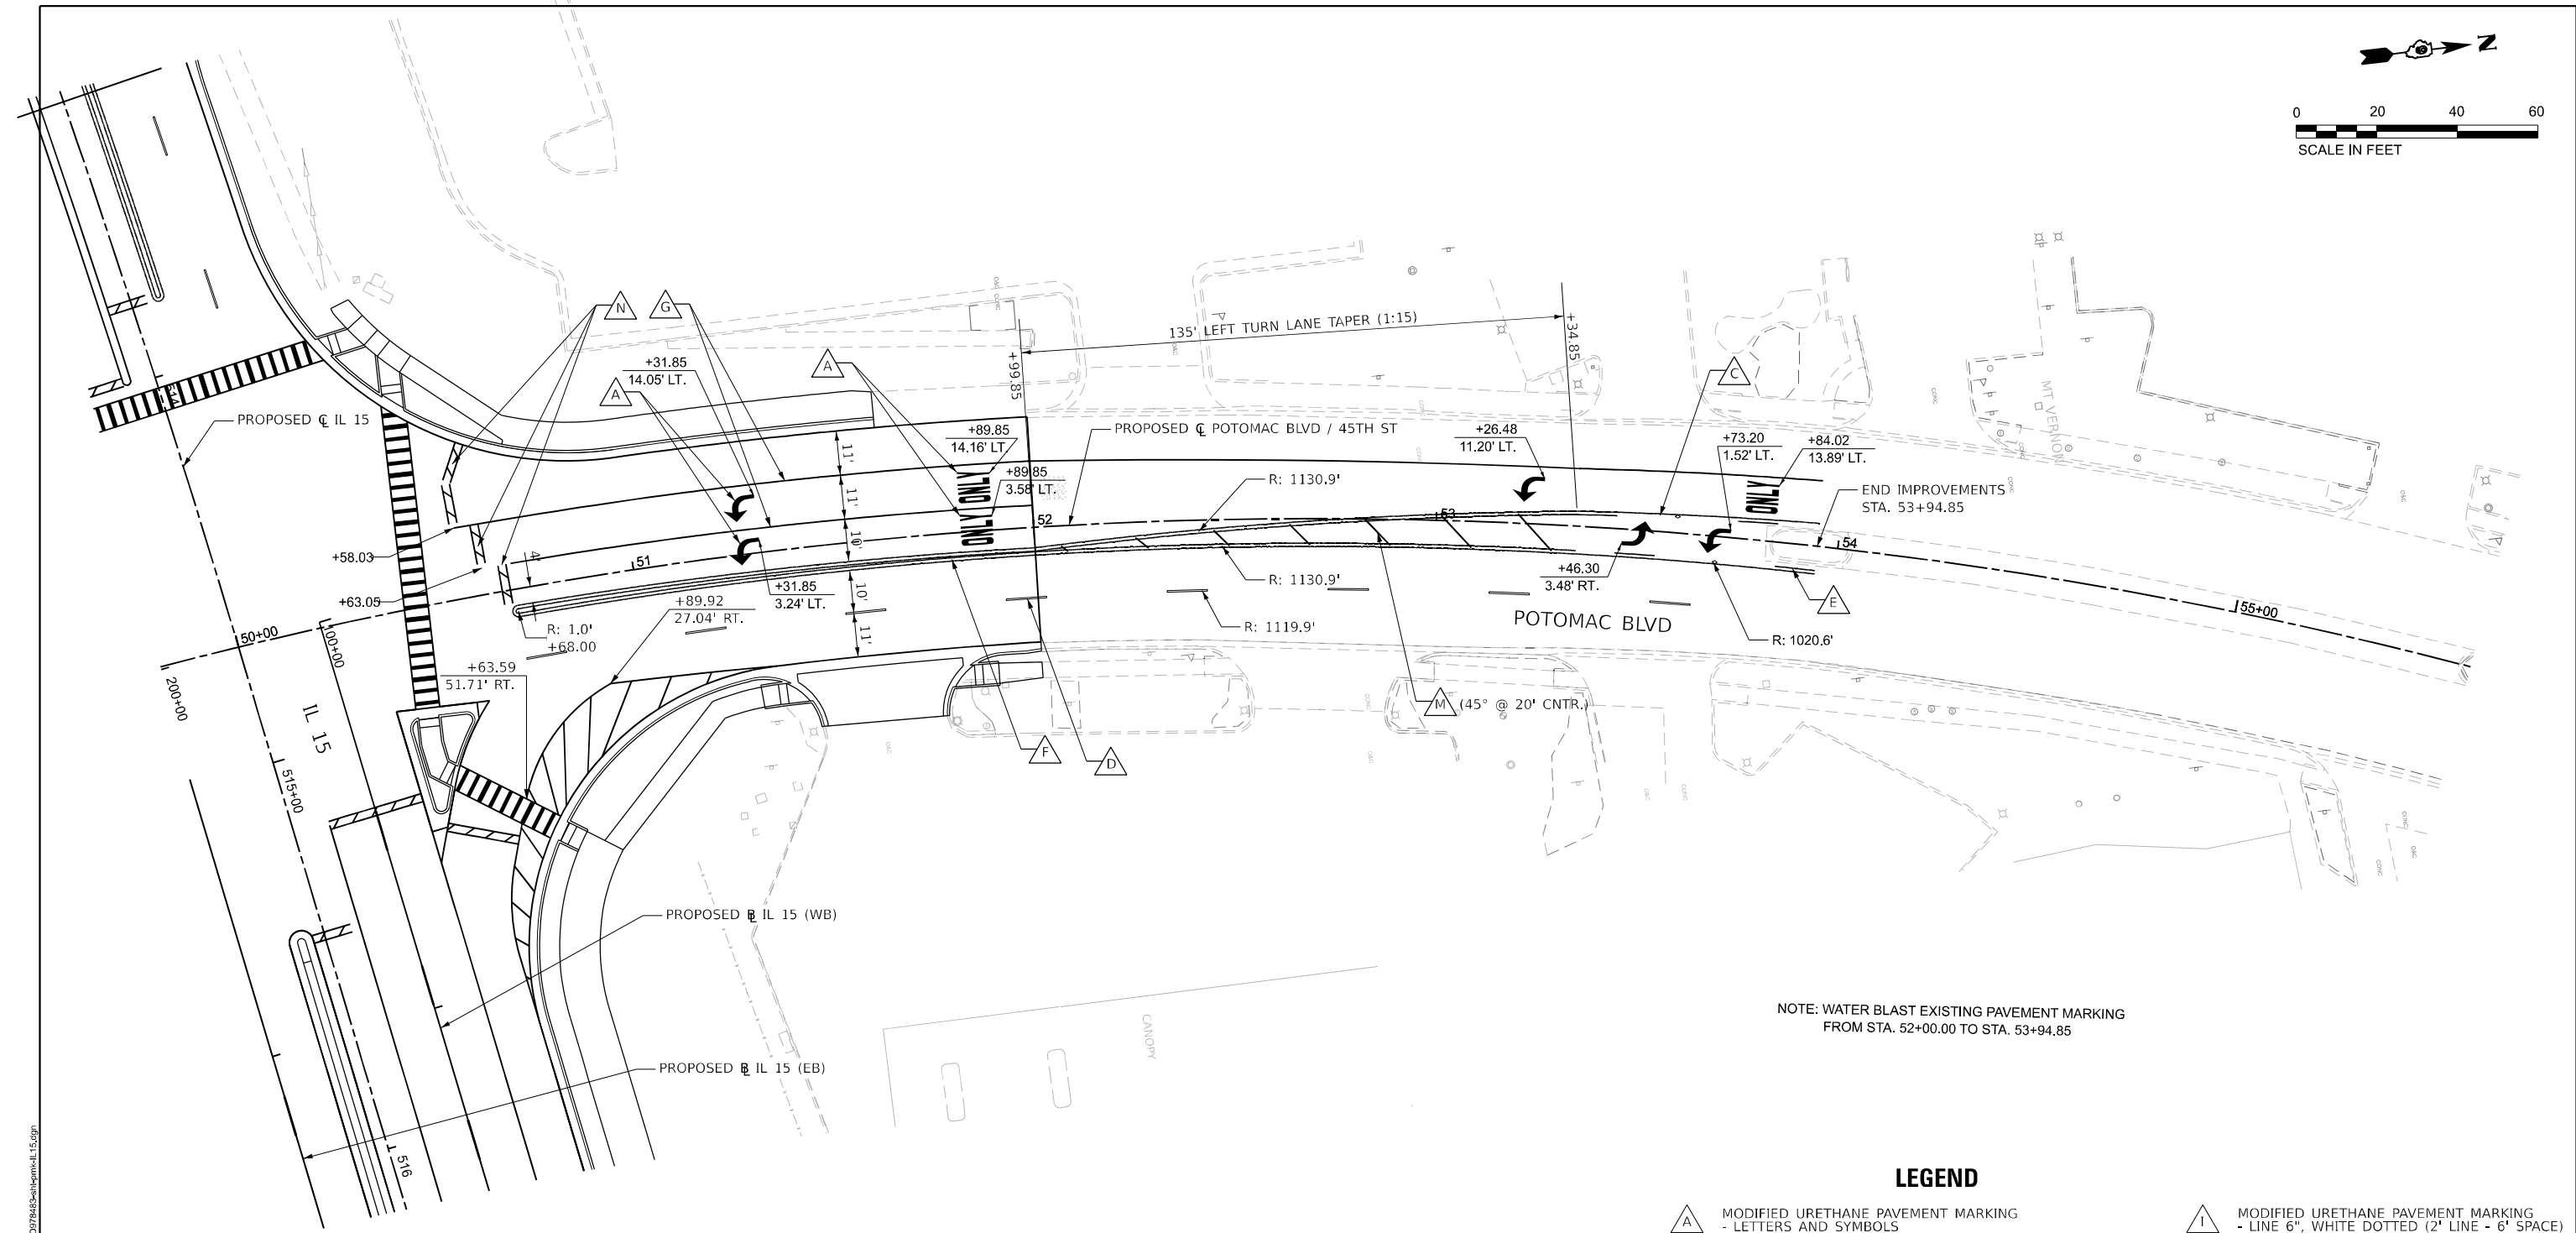 N
0 20 40 60
SCALE IN FEET
135' LEFT TURN LANE TAPER (1:15)
+99.85
+34.85
N
G
A
A
C
+31.85
14.05' LT.
514
PROPOSED ℄ IL 15
+89.85
14.16' LT.
PROPOSED ℄ POTOMAC BLVD / 45TH ST
+26.48
11.20' LT.
+73.20
1.52' LT.
+84.02
13.89' LT.
MT VERNON
11'
11'
10'
10'
11'
ONLY
ONLY
ONLY
+89.85
3.58' LT.
R: 1130.9'
END IMPROVEMENTS
STA. 53+94.85
52
53
54
+58.03
4'
51
+63.05
+31.85
3.24' LT.
R: 1130.9'
+46.30
3.48' RT.
E
55+00
+89.92
27.04' RT.
R: 1.0'
+68.00
R: 1119.9'
POTOMAC BLVD
R: 1020.6'
50+00
100+00
200+00
+63.59
51.71' RT.
IL 15
M
(45° @ 20' CNTR.)
F
D
515+00
PROPOSED BL IL 15 (WB)
CANOPY
NOTE: WATER BLAST EXISTING PAVEMENT MARKING
FROM STA. 52+00.00 TO STA. 53+94.85
PROPOSED BL IL 15 (EB)
516
D978483-sht-pmk-IL15.dgn
LEGEND
A
MODIFIED URETHANE PAVEMENT MARKING
- LETTERS AND SYMBOLS
I
MODIFIED URETHANE PAVEMENT MARKING
- LINE 6", WHITE DOTTED (2' LINE - 6' SPACE)